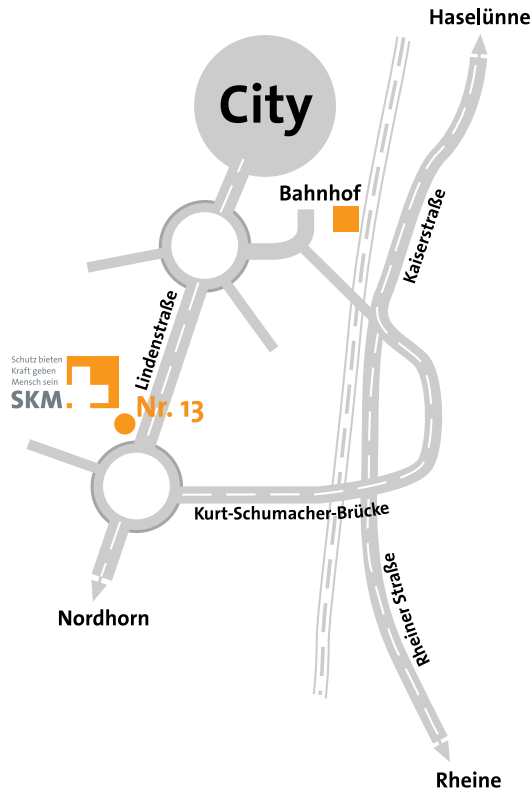 Haselünne
City
Bahnhof
Kaiserstraße
Lindenstraße
Schutz bieten
Kraft geben
Mensch sein
SKM.
Nr. 13
Kurt-Schumacher-Brücke
Rheiner Straße
Nordhorn
Rheine